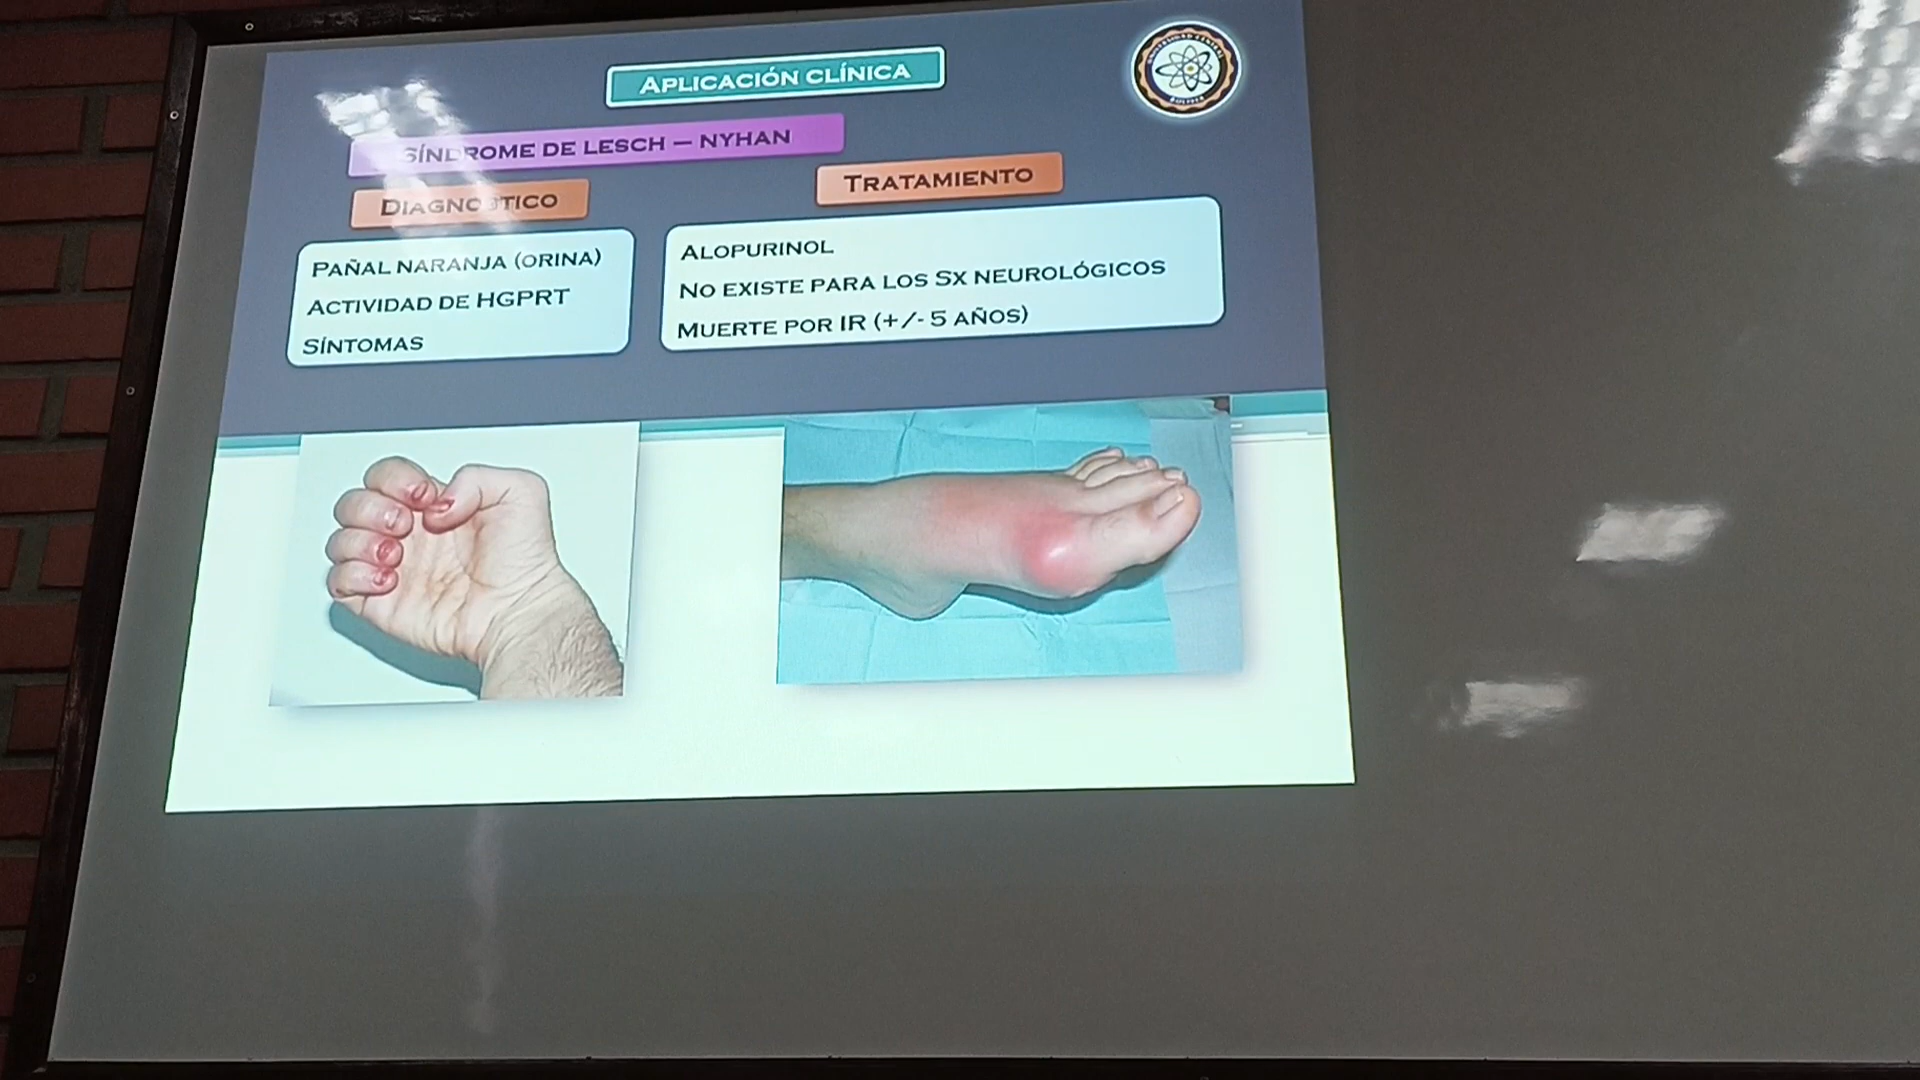 APLICACIÓN CLÍNICA
SÍNDROME DE LESCH – NYHAN
DIAGNOSTICO
PAÑAL NARANJA (ORINA)
ACTIVIDAD DE HGPRT
SÍNTOMAS
TRATAMIENTO
ALOPURINOL
NO EXISTE PARA LOS SX NEUROLÓGICOS
MUERTE POR IR (+/- 5 AÑOS)